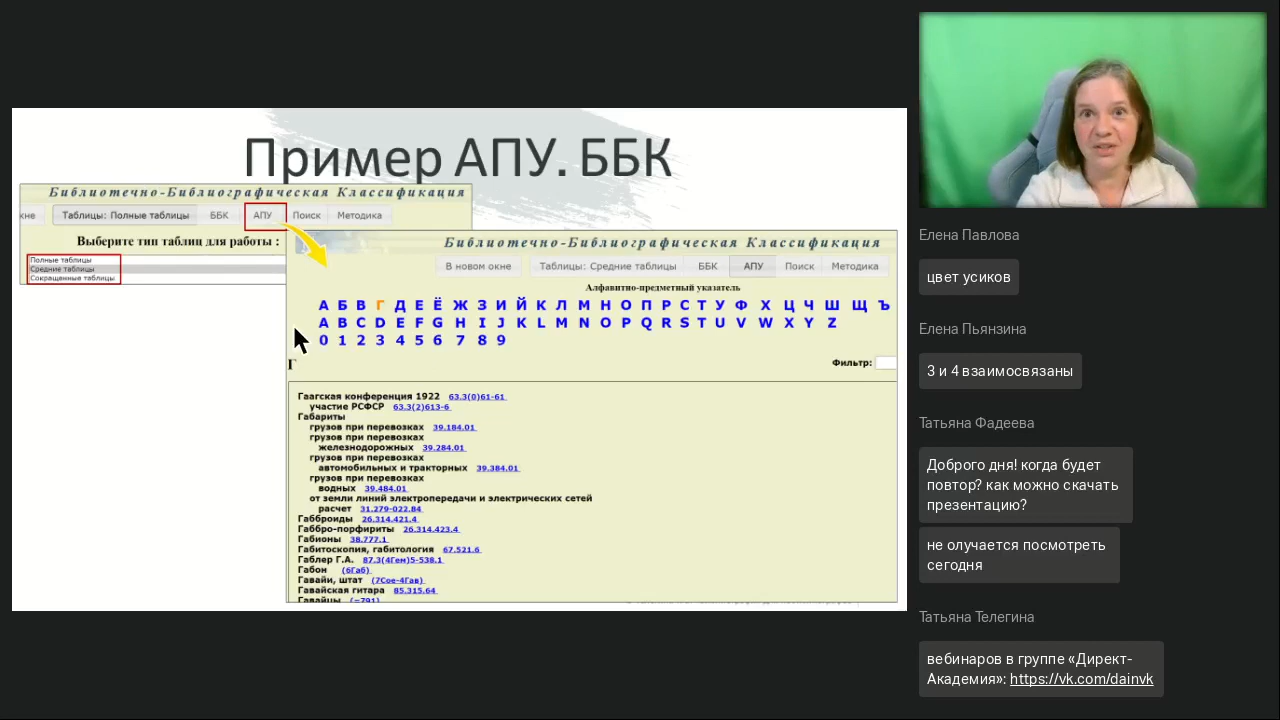 Пример АПУ. ББК
Библиотечно-Библиографическая Классификация
кне Таблицы: Полные таблицы ББК АПУ Поиск Методика
Выберите тип таблиц для работы :
Полные таблицы
Средние таблицы
Сокращенные таблицы
Библиотечно-Библиографическая Классификация
В новом окне Таблицы: Средние таблицы ББК АПУ Поиск Методика
Алфавитно-предметный указатель
А Б В Г Д Е Ё Ж З И Й К Л М Н О П Р С Т У Ф Х Ц Ч Ш Щ Ъ
A B C D E F G H I J K L M N O P Q R S T U V W X Y Z
0 1 2 3 4 5 6 7 8 9
Г
Фильтр:
Гаагская конференция 1922 63.3(0)61-61
участие РСФСР 63.3(2)613-6
Габариты
грузов при перевозках 39.184.01
грузов при перевозках
железнодорожных 39.284.01
грузов при перевозках
автомобильных и тракторных 39.384.01
грузов при перевозках
водных 39.484.01
от земли линий электропередачи и электрических сетей
расчет 31.279-022.84
Габброиды 26.314.421.4
Габбро-порфириты 26.314.423.4
Габионы 38.777.1
Габитоскопия, габитология 67.521.6
Габлер Г.А. 87.3(4Гем)5-538.1
Габон (6Габ)
Гавайи, штат (7Сое-4Гав)
Гавайская гитара 85.315.64
Гавайцы (=791)
Елена Павлова
цвет усиков
Елена Пьянзина
3 и 4 взаимосвязаны
Татьяна Фадеева
Доброго дня! когда будет
повтор? как можно скачать
презентацию?
не олучается посмотреть
сегодня
Татьяна Телегина
вебинаров в группе «Директ-
Академия»: https://vk.com/dainvk